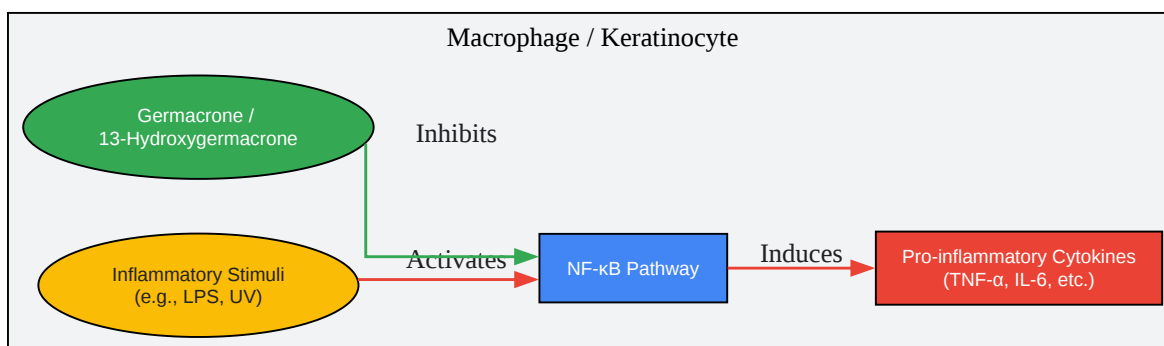 Macrophage / Keratinocyte
Germacrone /
13-Hydroxygermacrone
Inhibits
Inflammatory Stimuli
(e.g., LPS, UV)
Activates
NF-κB Pathway
Induces
Pro-inflammatory Cytokines
(TNF-α, IL-6, etc.)